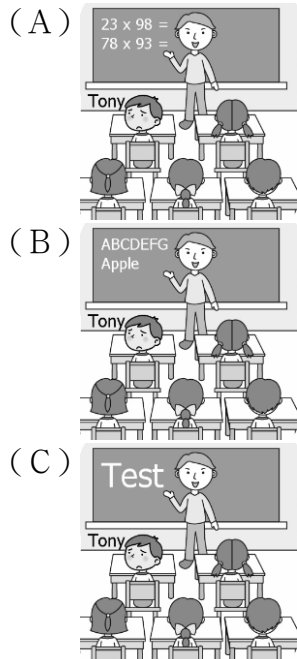 (A)
23 x 98 =
78 x 93 =
Tony
(B)
ABCDEFG
Apple
Tony
(C)
Test
Tony